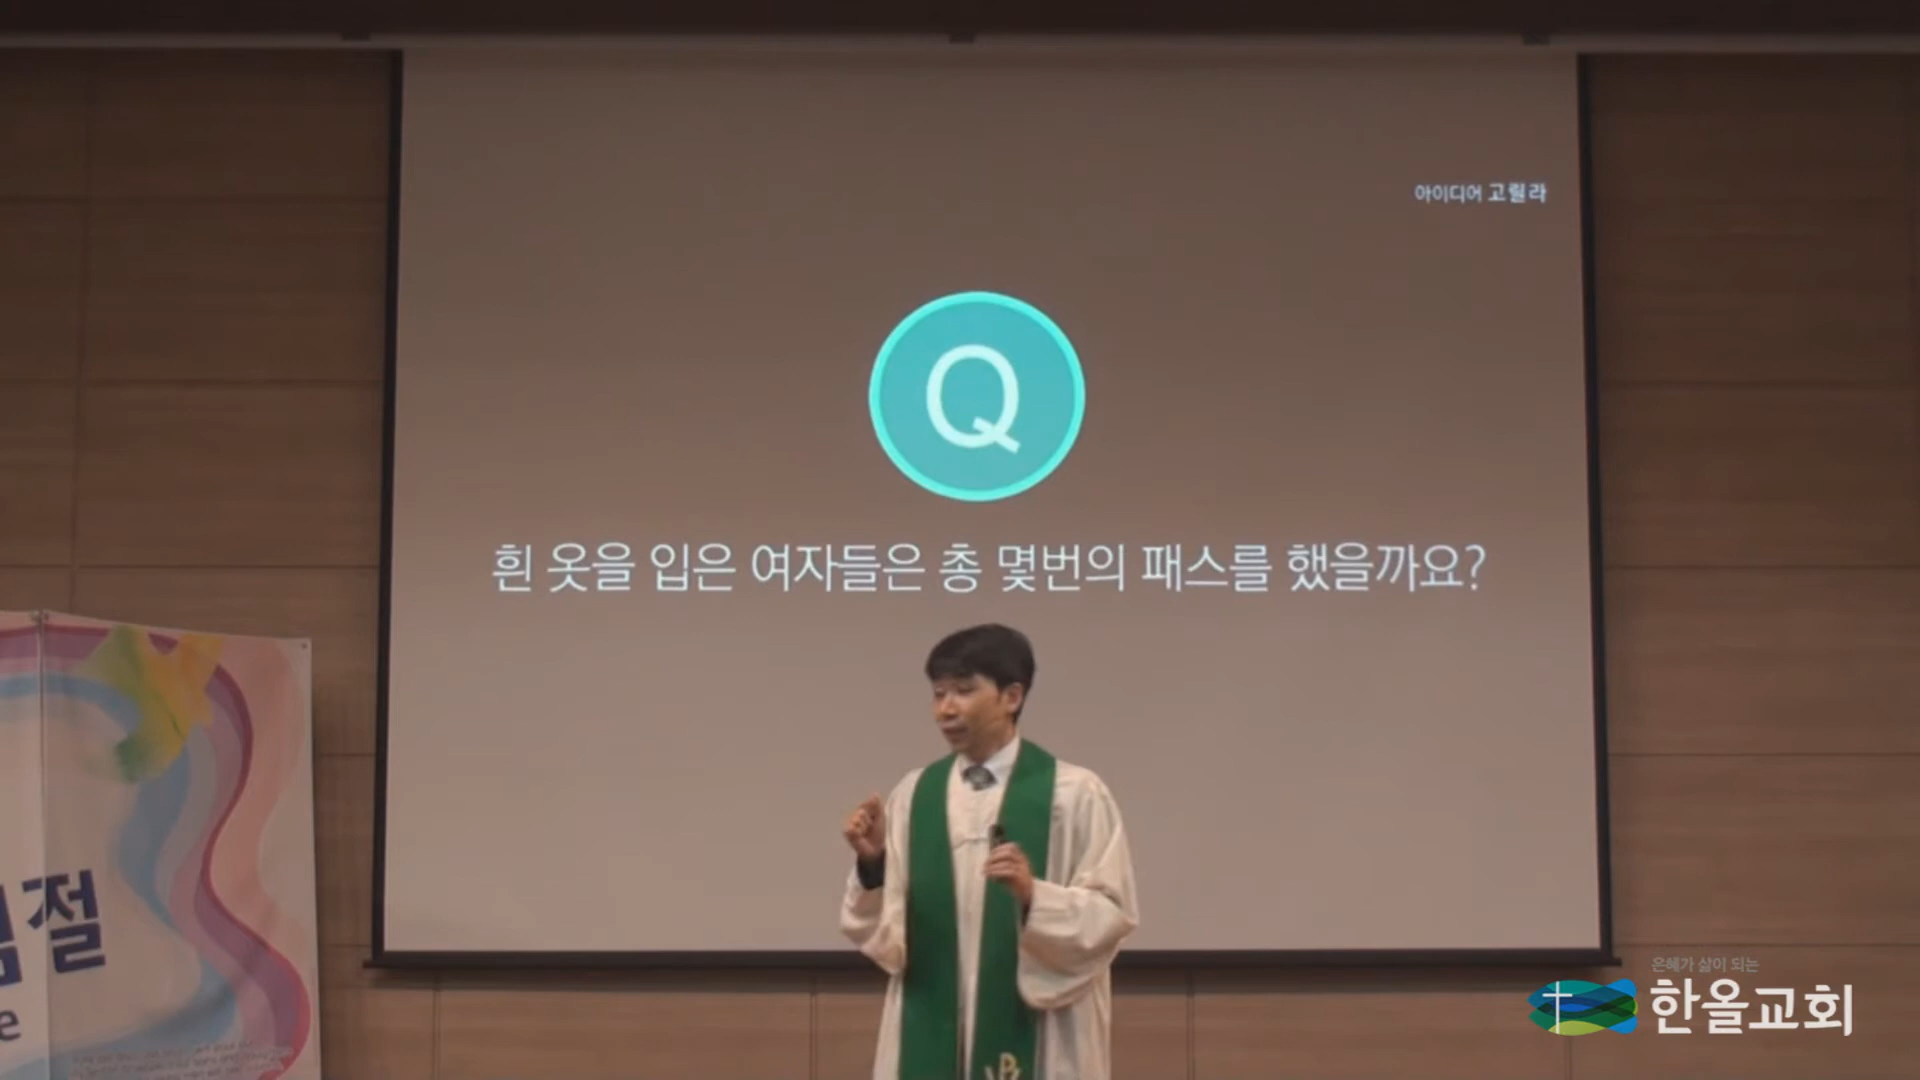 아이디어 고릴라
Q
흰 옷을 입은 여자들은 총 몇번의 패스를 했을까요?
절
e
은혜가 삶이 되는
한올교회